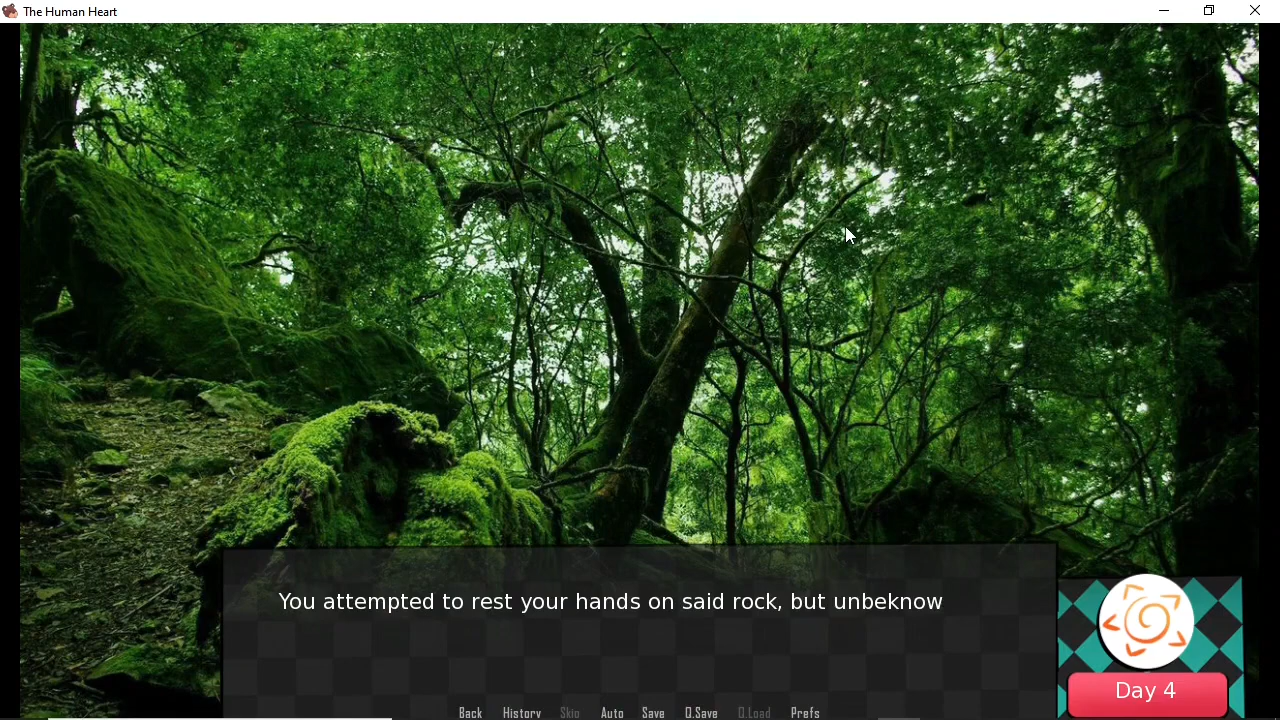 The Human Heart
You attempted to rest your hands on said rock, but unbeknow
Day 4
Back History Skip Auto Save Q.Save Q.Load Prefs